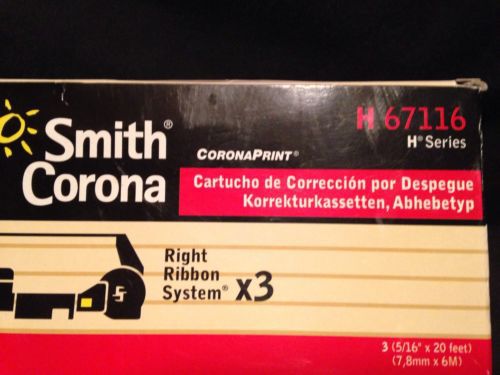 Smith®
Corona
CORONAPRINT®
H 67116
H® Series
Cartucho de Corrección por Despegue
Korrekturkassetten, Abhebetyp
Right
Ribbon
System® x3
3 (5/16" x 20 feet)
(7,8mm x 6M)